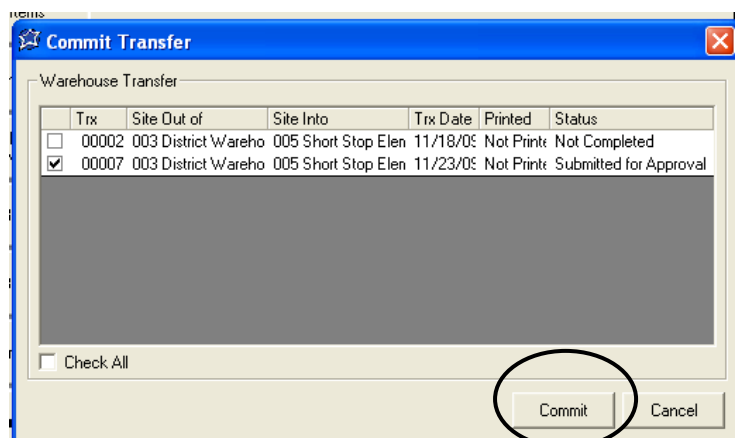 Items
Commit Transfer
Warehouse Transfer
Trx Site Out of Site Into Trx Date Printed Status
00002 003 District Wareho 005 Short Stop Elen 11/18/09 Not Printe Not Completed
00007 003 District Wareho 005 Short Stop Elen 11/23/09 Not Printe Submitted for Approval
Check All
Commit Cancel